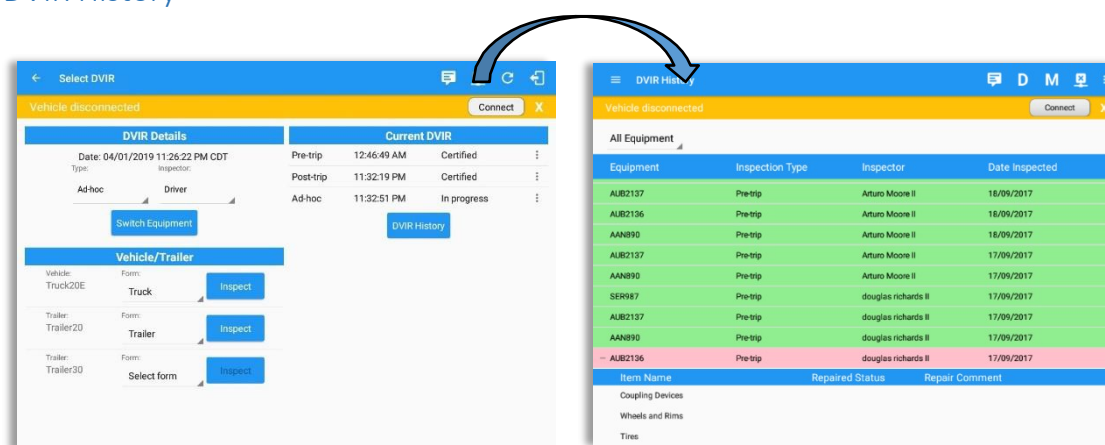 DVIR History
Select DVIR
Vehicle disconnected
Connect X
DVIR Details
Date: 04/01/2019 11:26:22 PM CDT
Type: Inspector:
Ad-hoc Driver
Switch Equipment
Vehicle/Trailer
Vehicle: Form:
Truck20E Truck Inspect
Trailer: Form:
Trailer20 Trailer Inspect
Trailer: Form:
Trailer30 Select form Inspect
Current DVIR
Pre-trip 12:46:49 AM Certified
Post-trip 11:32:19 PM Certified
Ad-hoc 11:32:51 PM In progress
DVIR History
DVIR History
D M
Vehicle disconnected
Connect X
All Equipment
Equipment Inspection Type Inspector Date Inspected
AUB2137 Pre-trip Arturo Moore II 18/09/2017
AUB2136 Pre-trip Arturo Moore II 18/09/2017
AAN890 Pre-trip Arturo Moore II 18/09/2017
AUB2137 Pre-trip Arturo Moore II 17/09/2017
AAN890 Pre-trip Arturo Moore II 17/09/2017
SER987 Pre-trip douglas richards II 17/09/2017
AUB2137 Pre-trip douglas richards II 17/09/2017
AAN890 Pre-trip douglas richards II 17/09/2017
– AUB2136 Pre-trip douglas richards II 17/09/2017
Item Name Repaired Status Repair Comment
Coupling Devices
Wheels and Rims
Tires